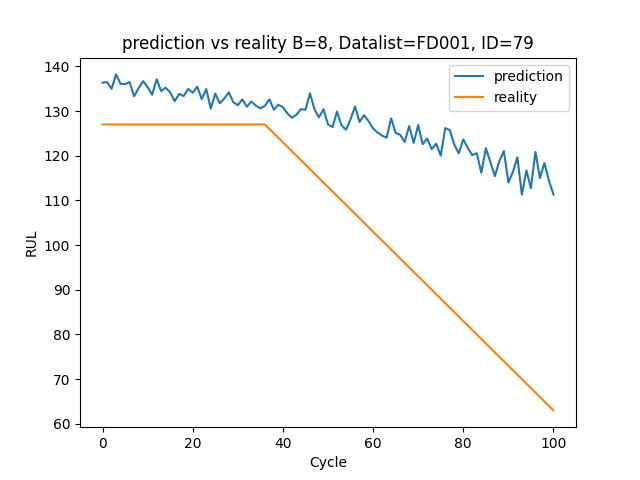 prediction vs reality B=8, Datalist=FD001, ID=79
prediction
reality
140
130
120
110
100
90
80
70
60
RUL
0 20 40 60 80 100
Cycle